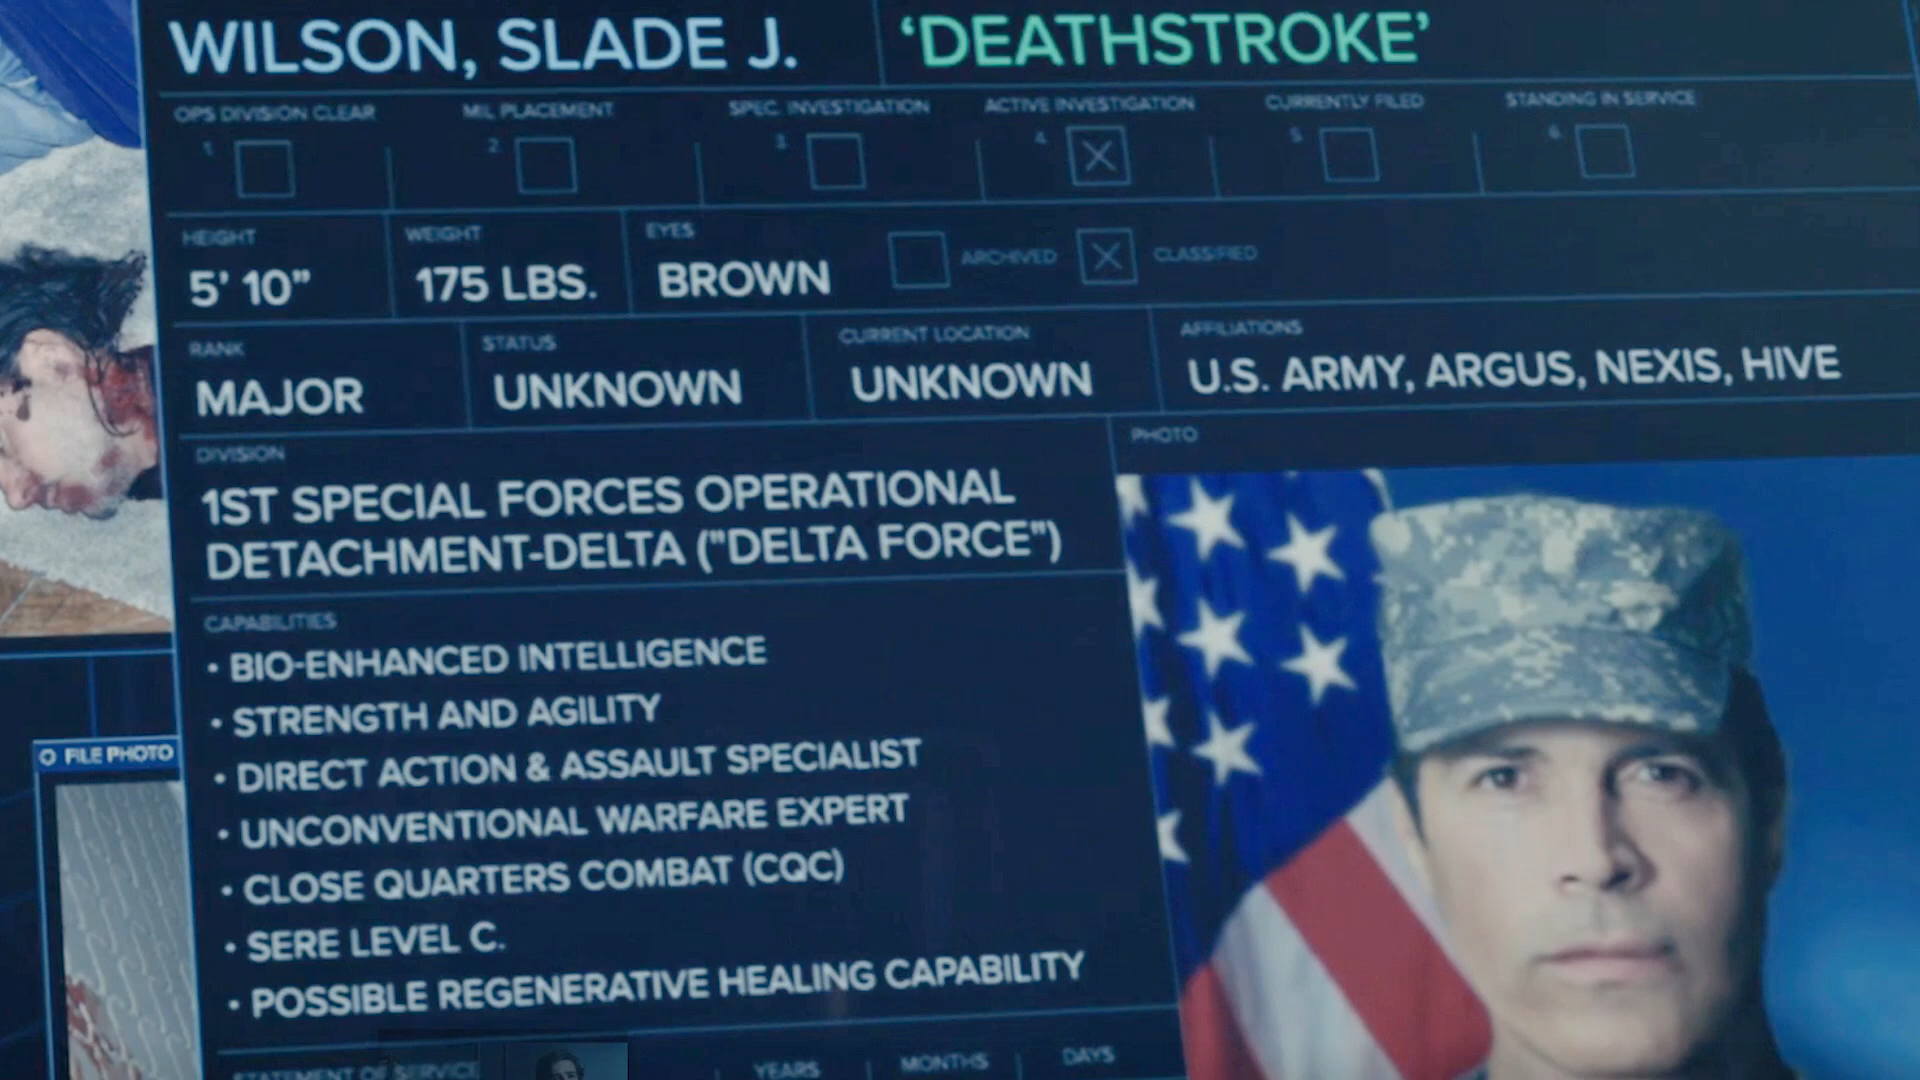 WILSON, SLADE J.
'DEATHSTROKE'
OPS DIVISION CLEAR
MIL PLACEMENT
SPEC. INVESTIGATION
ACTIVE INVESTIGATION
CURRENTLY FILED
STANDING IN SERVICE
1
2
3
4
5
6
HEIGHT
WEIGHT
EYES
5' 10”
175 LBS.
BROWN
ARCHIVED
CLASSIFIED
RANK
STATUS
CURRENT LOCATION
AFFILIATIONS
MAJOR
UNKNOWN
UNKNOWN
U.S. ARMY, ARGUS, NEXIS, HIVE
DIVISION
PHOTO
1ST SPECIAL FORCES OPERATIONAL
DETACHMENT-DELTA ("DELTA FORCE")
CAPABILITIES
• BIO-ENHANCED INTELLIGENCE
• STRENGTH AND AGILITY
• DIRECT ACTION & ASSAULT SPECIALIST
• UNCONVENTIONAL WARFARE EXPERT
• CLOSE QUARTERS COMBAT (CQC)
• SERE LEVEL C.
• POSSIBLE REGENERATIVE HEALING CAPABILITY
FILE PHOTO
STATEMENT OF SERVICE
YEARS
MONTHS
DAYS